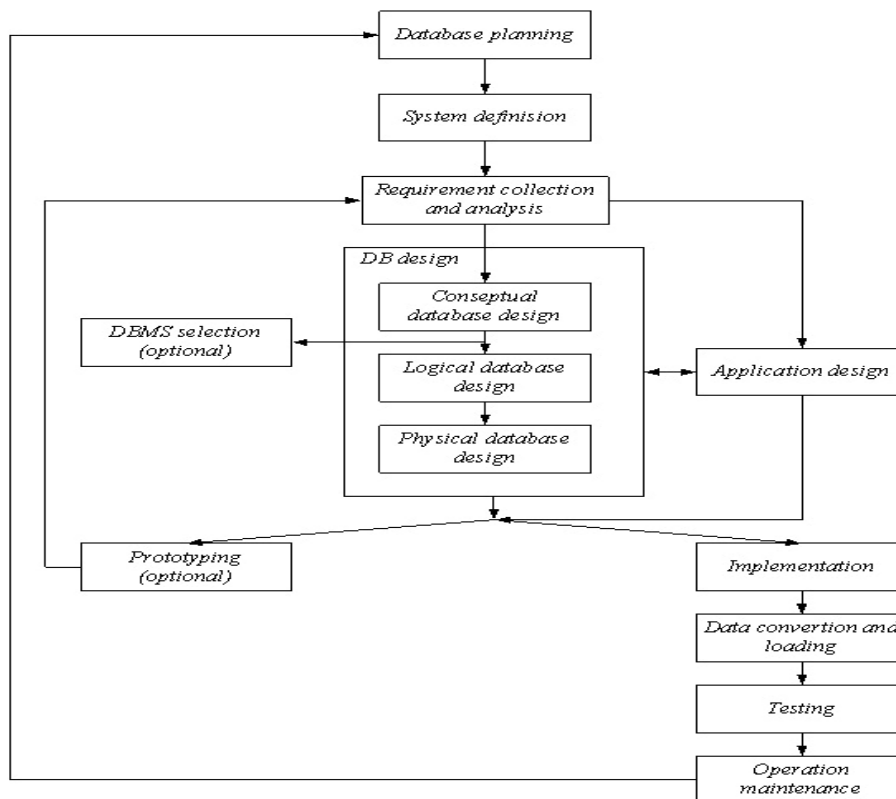 Database planning
System definision
Requirement collection
and analysis
DB design
Conseptual
database design
DBMS selection
(optional)
Logical database
design
Application design
Physical database
design
Prototyping
(optional)
Implementation
Data convertion and
loading
Testing
Operation
maintenance